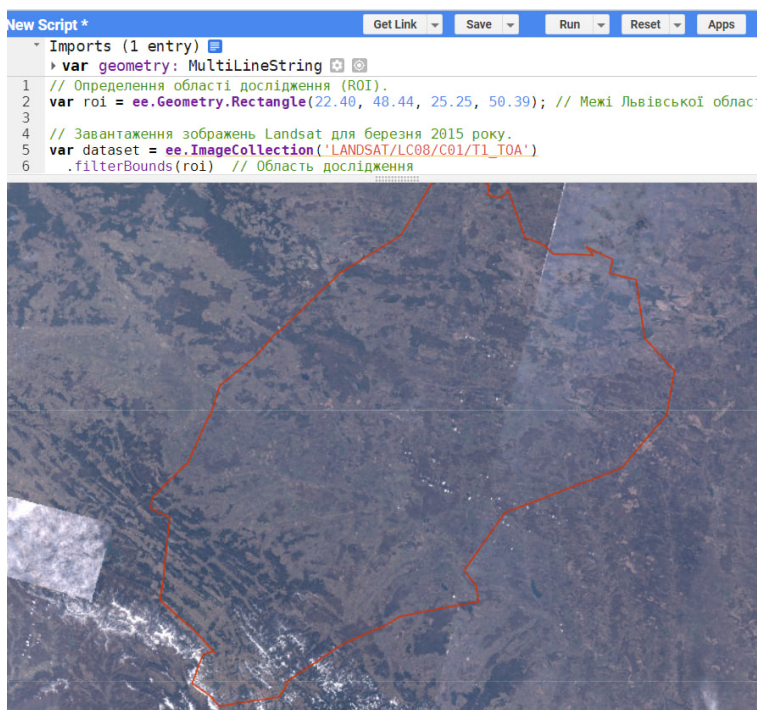 New Script *
Get Link Save Run Reset Apps
Imports (1 entry)
var geometry: MultiLineString
1 // Определення області дослідження (ROI).
2 var roi = ee.Geometry.Rectangle(22.40, 48.44, 25.25, 50.39); // Межі Львівської област
3
4 // Завантаження зображень Landsat для березня 2015 року.
5 var dataset = ee.ImageCollection('LANDSAT/LC08/C01/T1_TOA')
6 .filterBounds(roi) // Область дослідження